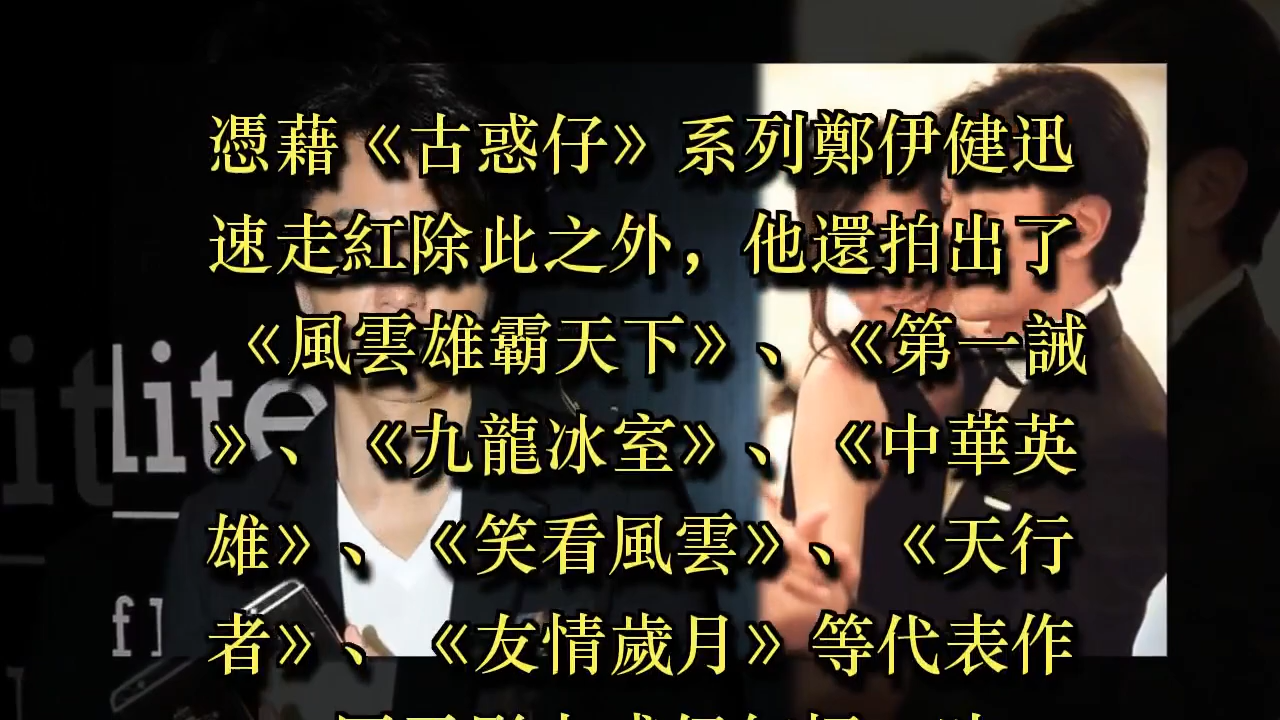 憑藉《古惑仔》系列鄭伊健迅
速走紅除此之外，他還拍出了
《風雲雄霸天下》、《第一誡
》、《九龍冰室》、《中華英
雄》、《笑看風雲》、《天行
者》、《友情歲月》等代表作
lite
f]